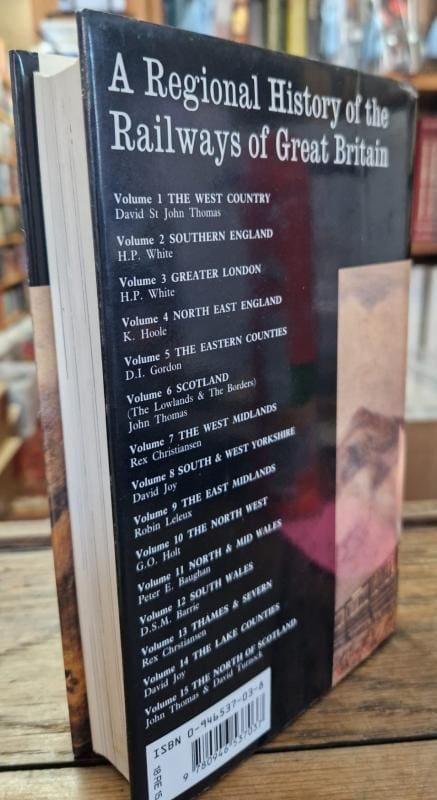 A Regional History of the
Railways of Great Britain
Volume 1 THE WEST COUNTRY
David St John Thomas
Volume 2 SOUTHERN ENGLAND
H.P. White
Volume 3 GREATER LONDON
H.P. White
Volume 4 NORTH EAST ENGLAND
K. Hoole
Volume 5 THE EASTERN COUNTIES
D.I. Gordon
Volume 6 SCOTLAND
(The Lowlands & The Borders)
John Thomas
Volume 7 THE WEST MIDLANDS
Rex Christiansen
Volume 8 SOUTH & WEST YORKSHIRE
David Joy
Volume 9 THE EAST MIDLANDS
Robin Leleux
Volume 10 THE NORTH WEST
G.O. Holt
Volume 11 NORTH & MID WALES
Peter E. Baughan
Volume 12 SOUTH WALES
D.S.M. Barrie
Volume 13 THAMES & SEVERN
Rex Chrstiansen
Volume 14 THE LAKE COUNTIES
David Joy
Volume 15 THE NORTH OF SCOTLAND
John Thomas & David Turnock
ISBN 0-946537-03-8
9 780946 537037